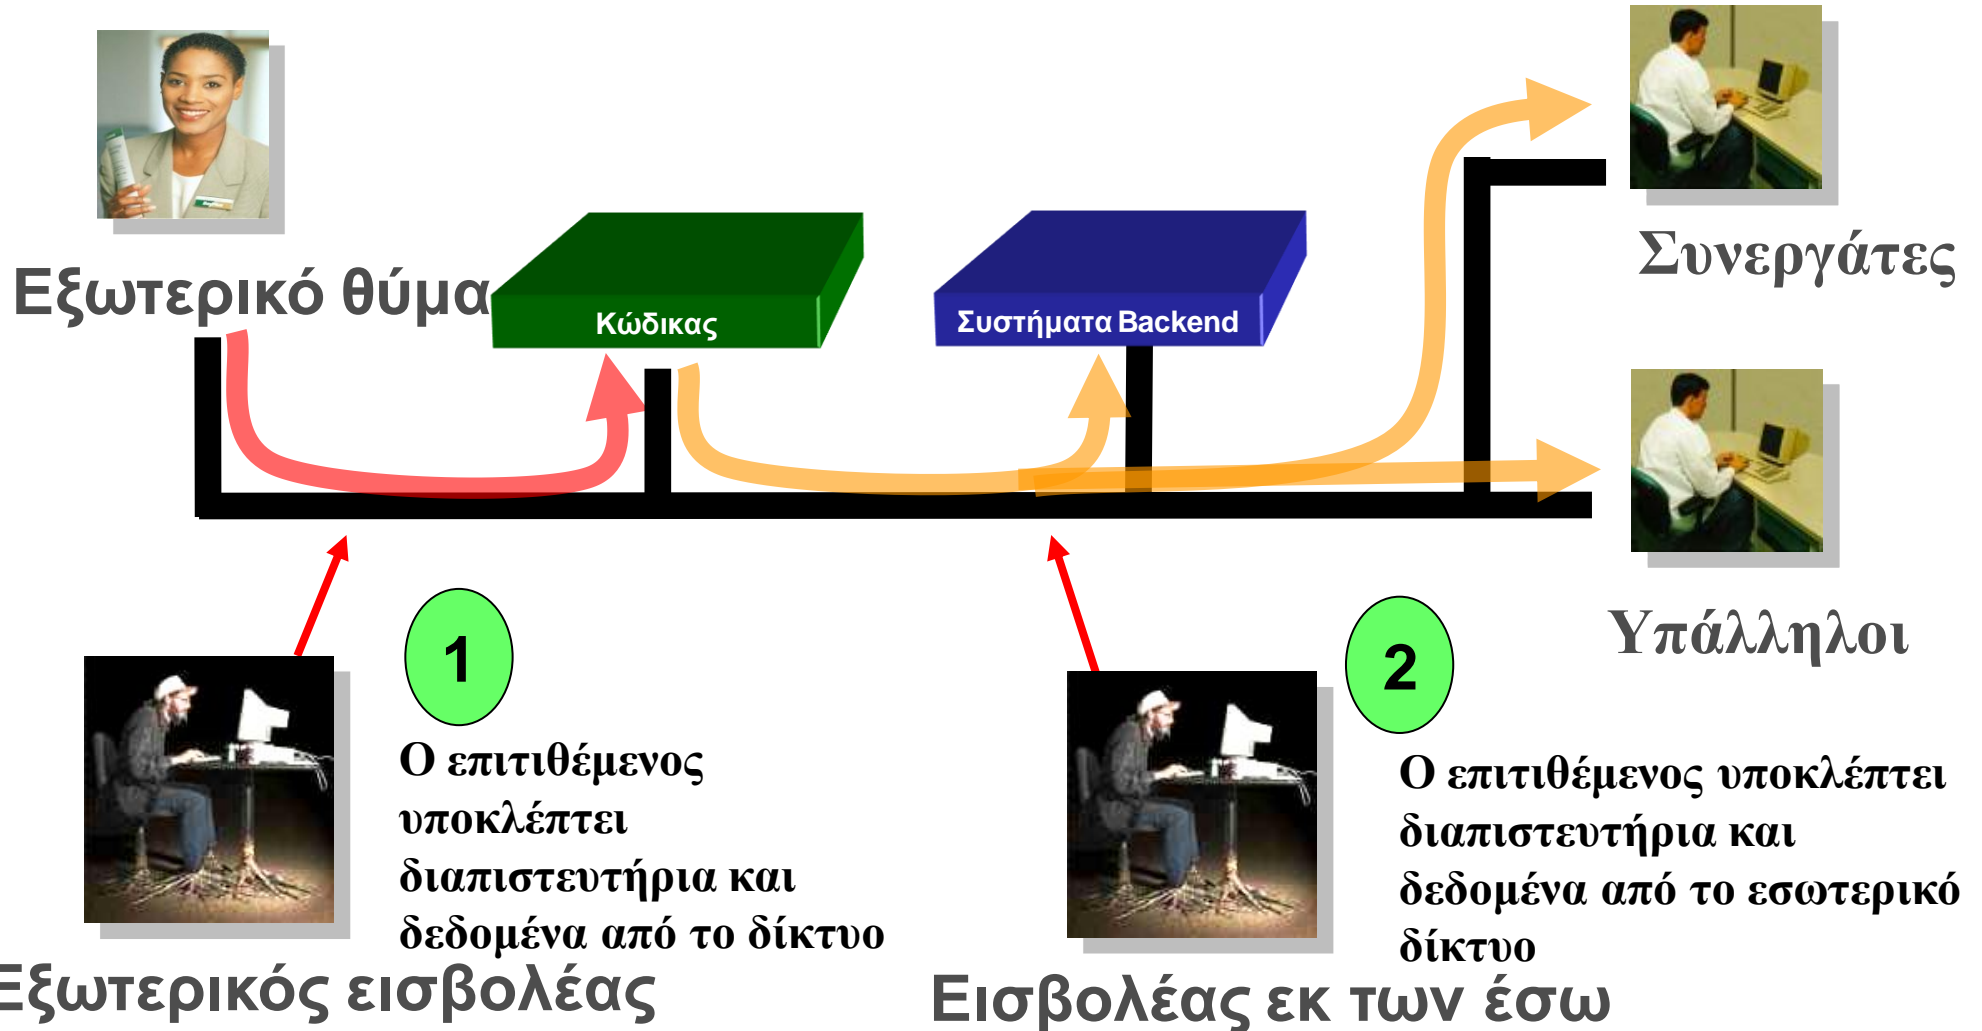 Εξωτερικό θύμα
Κώδικας
Συστήματα Backend
Συνεργάτες
Υπάλληλοι
1
Ο επιτιθέμενος
υποκλέπτει
διαπιστευτήρια και
δεδομένα από το δίκτυο
Εξωτερικός εισβολέας
2
Ο επιτιθέμενος υποκλέπτει
διαπιστευτήρια και
δεδομένα από το εσωτερικό
δίκτυο
Εισβολέας εκ των έσω